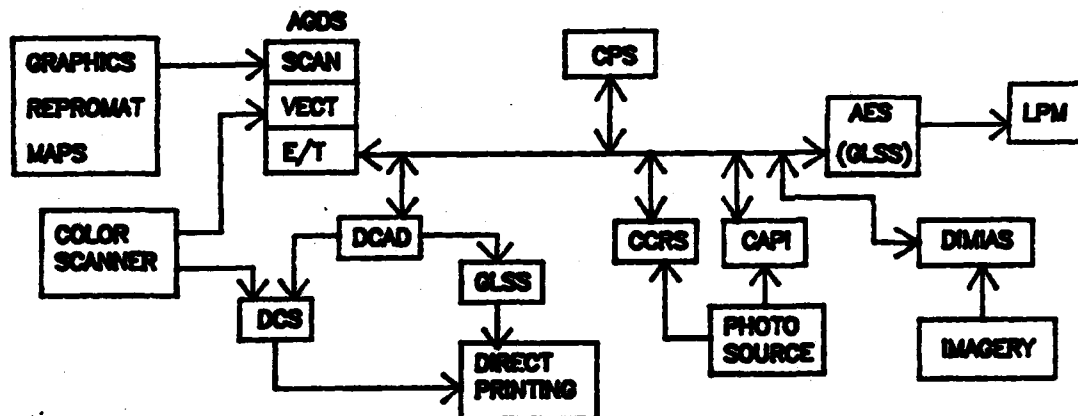 AGDS
GRAPHICS
REPROMAT
MAPS
SCAN
VECT
E/T
CPS
AES
(GLSS)
LPM
COLOR
SCANNER
DCAD
CCRS
CAPI
DIMIAS
GLSS
DCS
DIRECT
PRINTING
PHOTO
SOURCE
IMAGERY